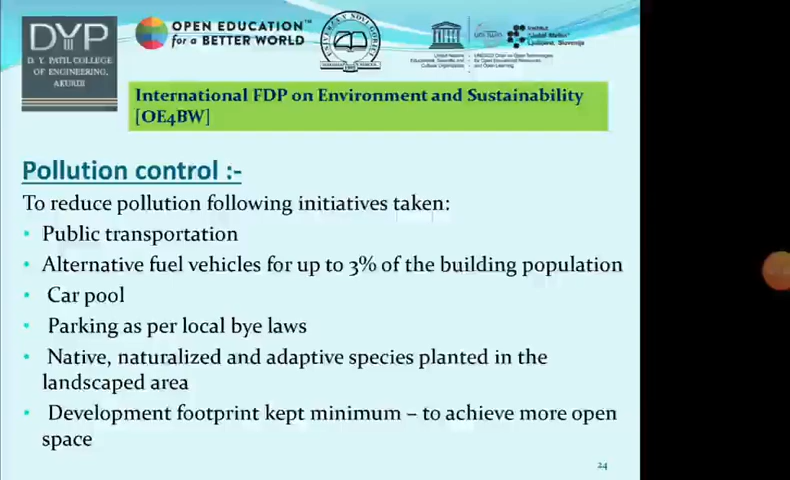 DYP
D. Y. PATIL COLLEGE
OF ENGINEERING,
AKURDI
OPEN EDUCATION™
for a BETTER WORLD
International FDP on Environment and Sustainability
[OE4BW]
Pollution control :-
To reduce pollution following initiatives taken:
• Public transportation
• Alternative fuel vehicles for up to 3% of the building population
• Car pool
• Parking as per local bye laws
• Native, naturalized and adaptive species planted in the
landscaped area
• Development footprint kept minimum – to achieve more open
space
24